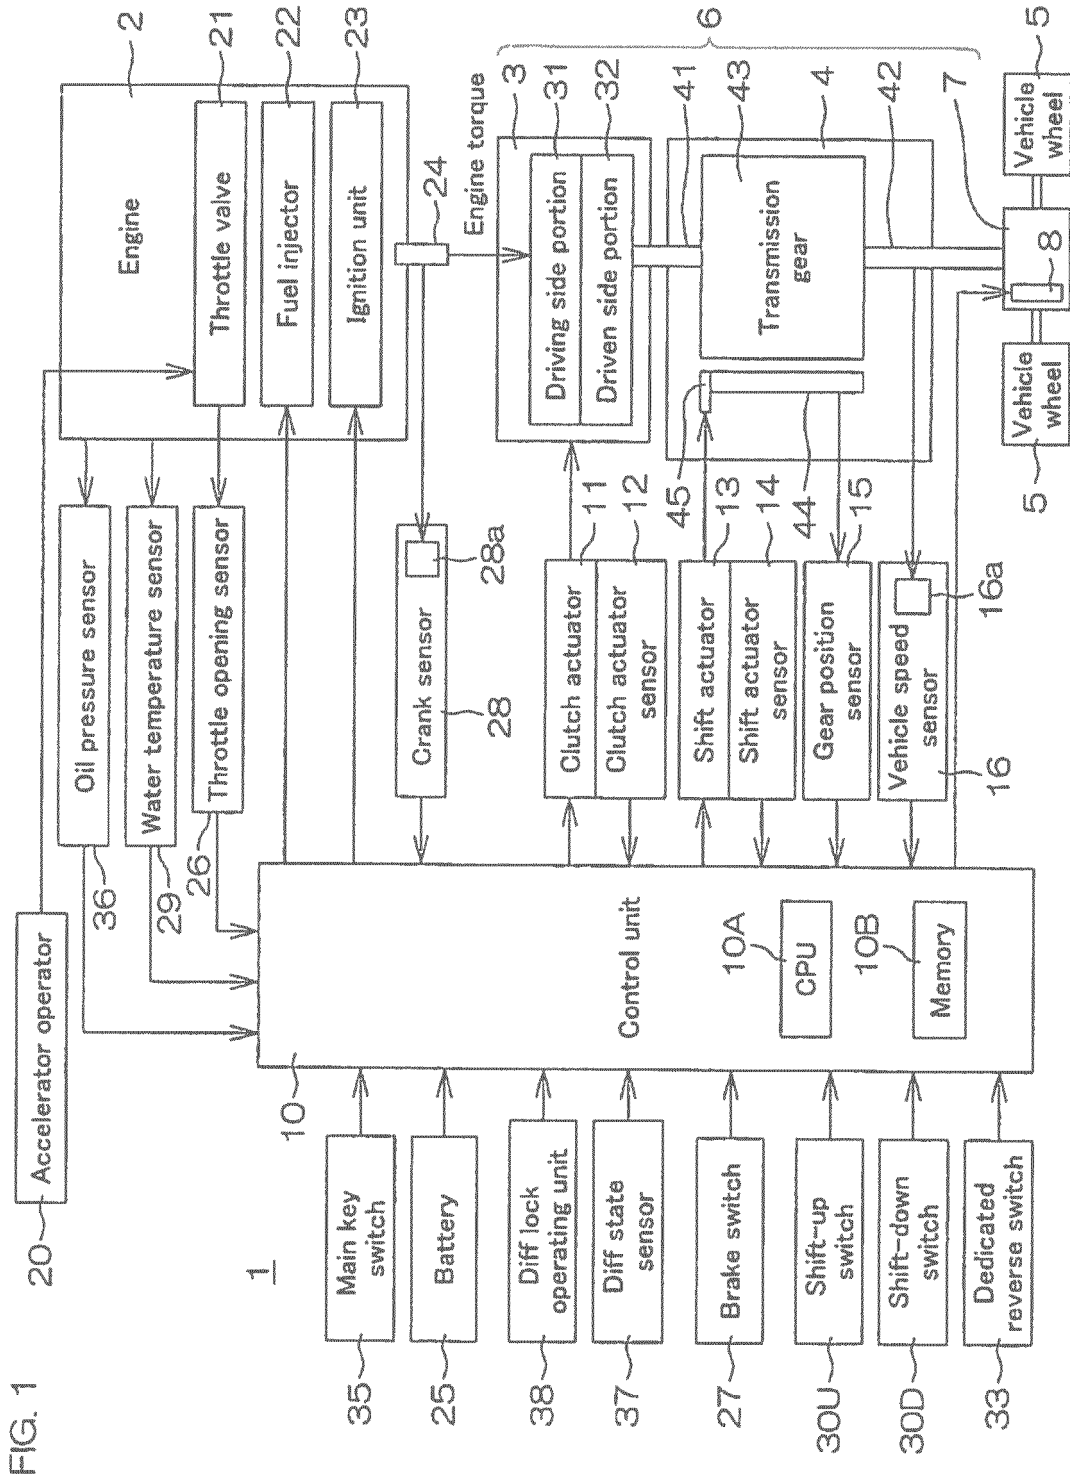 FIG. 1
1
20
Accelerator operator
36
Oil pressure sensor
29
Water temperature sensor
26
Throttle opening sensor
2
Engine
21
Throttle valve
22
Fuel injector
23
Ignition unit
24
Engine torque
28
Crank sensor
28a
10
Control unit
10A
CPU
10B
Memory
35
Main key
switch
25
Battery
38
Diff lock
operating unit
37
Diff state
sensor
27
Brake switch
30U
Shift-up
switch
30D
Shift-down
switch
33
Dedicated
reverse switch
11
Clutch actuator
12
Clutch actuator
sensor
13
Shift actuator
14
Shift actuator
sensor
15
Gear position
sensor
16
Vehicle speed
sensor
16a
6
3
31
Driving side portion
32
Driven side portion
41
43
Transmission
gear
4
42
45
44
7
8
5
Vehicle
wheel
5
Vehicle
wheel